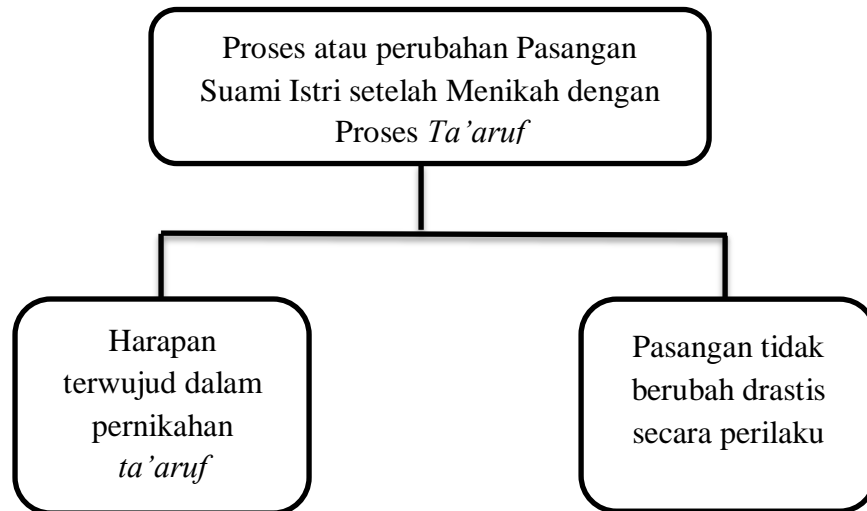 Proses atau perubahan Pasangan
Suami Istri setelah Menikah dengan
Proses Ta’aruf
Harapan
terwujud dalam
pernikahan
ta’aruf
Pasangan tidak
berubah drastis
secara perilaku